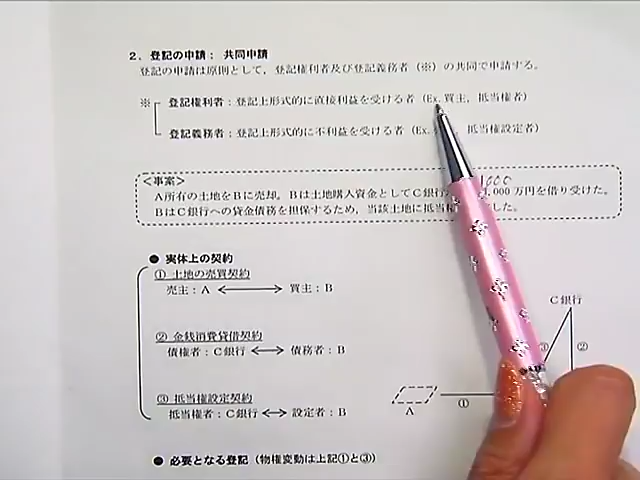 ２．登記の申請：共同申請
登記の申請は原則として，登記権利者及び登記義務者（※）の共同で申請する。
※ 登記権利者：登記上形式的に直接利益を受ける者（Ex.買主，抵当権者）
登記義務者：登記上形式的に不利益を受ける者（Ex. ，抵当権設定者）
＜事案＞
A所有の土地をBに売却。Bは土地購入資金としてC銀行 1,000万円を借り受けた。
BはC銀行への貸金債務を担保するため，当該土地に抵当 した。
1000
● 実体上の契約
① 土地の売買契約
売主：A ⟷ 買主：B
② 金銭消費貸借契約
債権者：C銀行 ⟷ 債務者：B
③ 抵当権設定契約
抵当権者：C銀行 ⟷ 設定者：B
C銀行
③ ②
A ①
● 必要となる登記（物権変動は上記①と③）